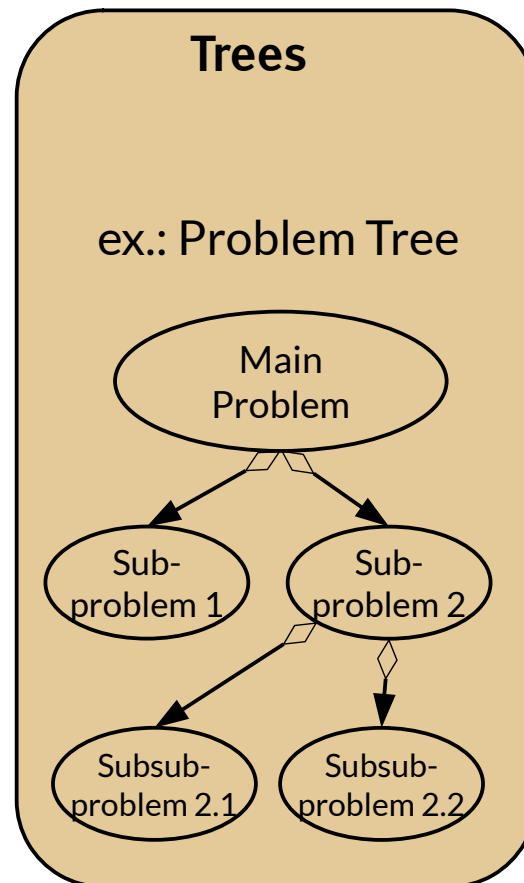 Trees
ex.: Problem Tree
Main
Problem
Sub-
problem 1
Sub-
problem 2
Subsub-
problem 2.1
Subsub-
problem 2.2